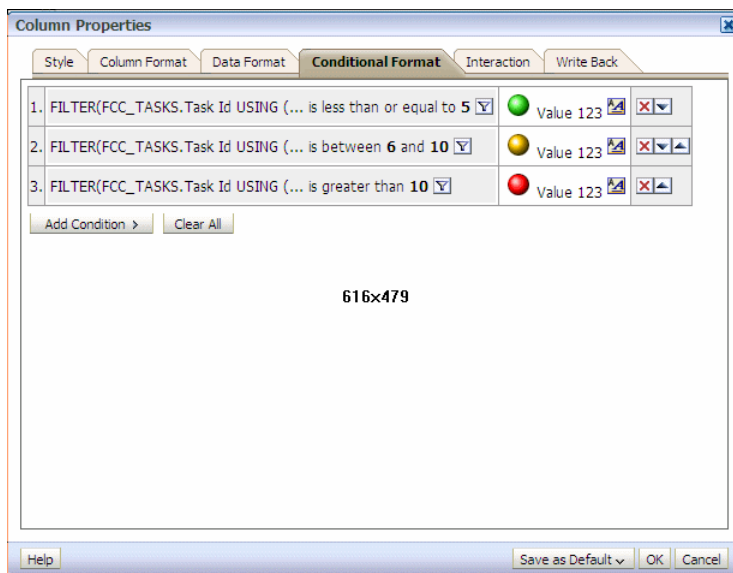 Column Properties
Style Column Format Data Format Conditional Format Interaction Write Back
1. FILTER(FCC_TASKS.Task Id USING (... is less than or equal to 5 Value 123
2. FILTER(FCC_TASKS.Task Id USING (... is between 6 and 10 Value 123
3. FILTER(FCC_TASKS.Task Id USING (... is greater than 10 Value 123
Add Condition > Clear All
616x479
Help Save as Default OK Cancel